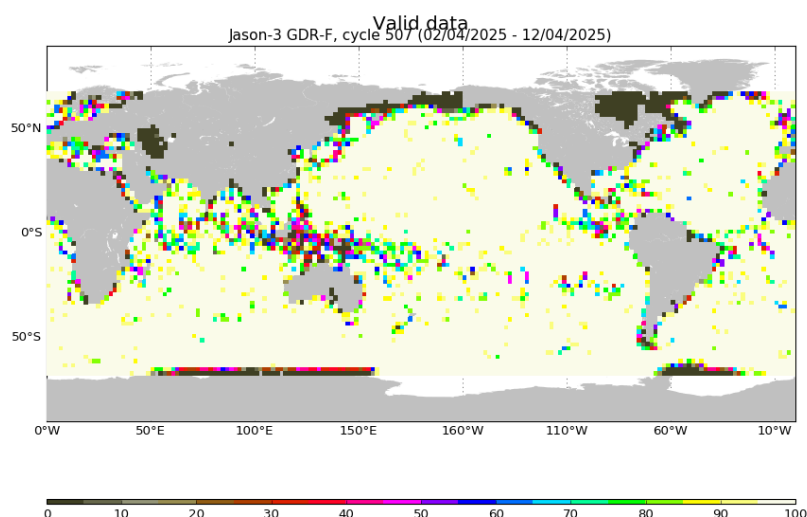 Valid data
Jason-3 GDR-F, cycle 507 (02/04/2025 - 12/04/2025)
50°N
0°S
50°S
0°W 50°E 100°E 150°E 160°W 110°W 60°W 10°W
0 10 20 30 40 50 60 70 80 90 100